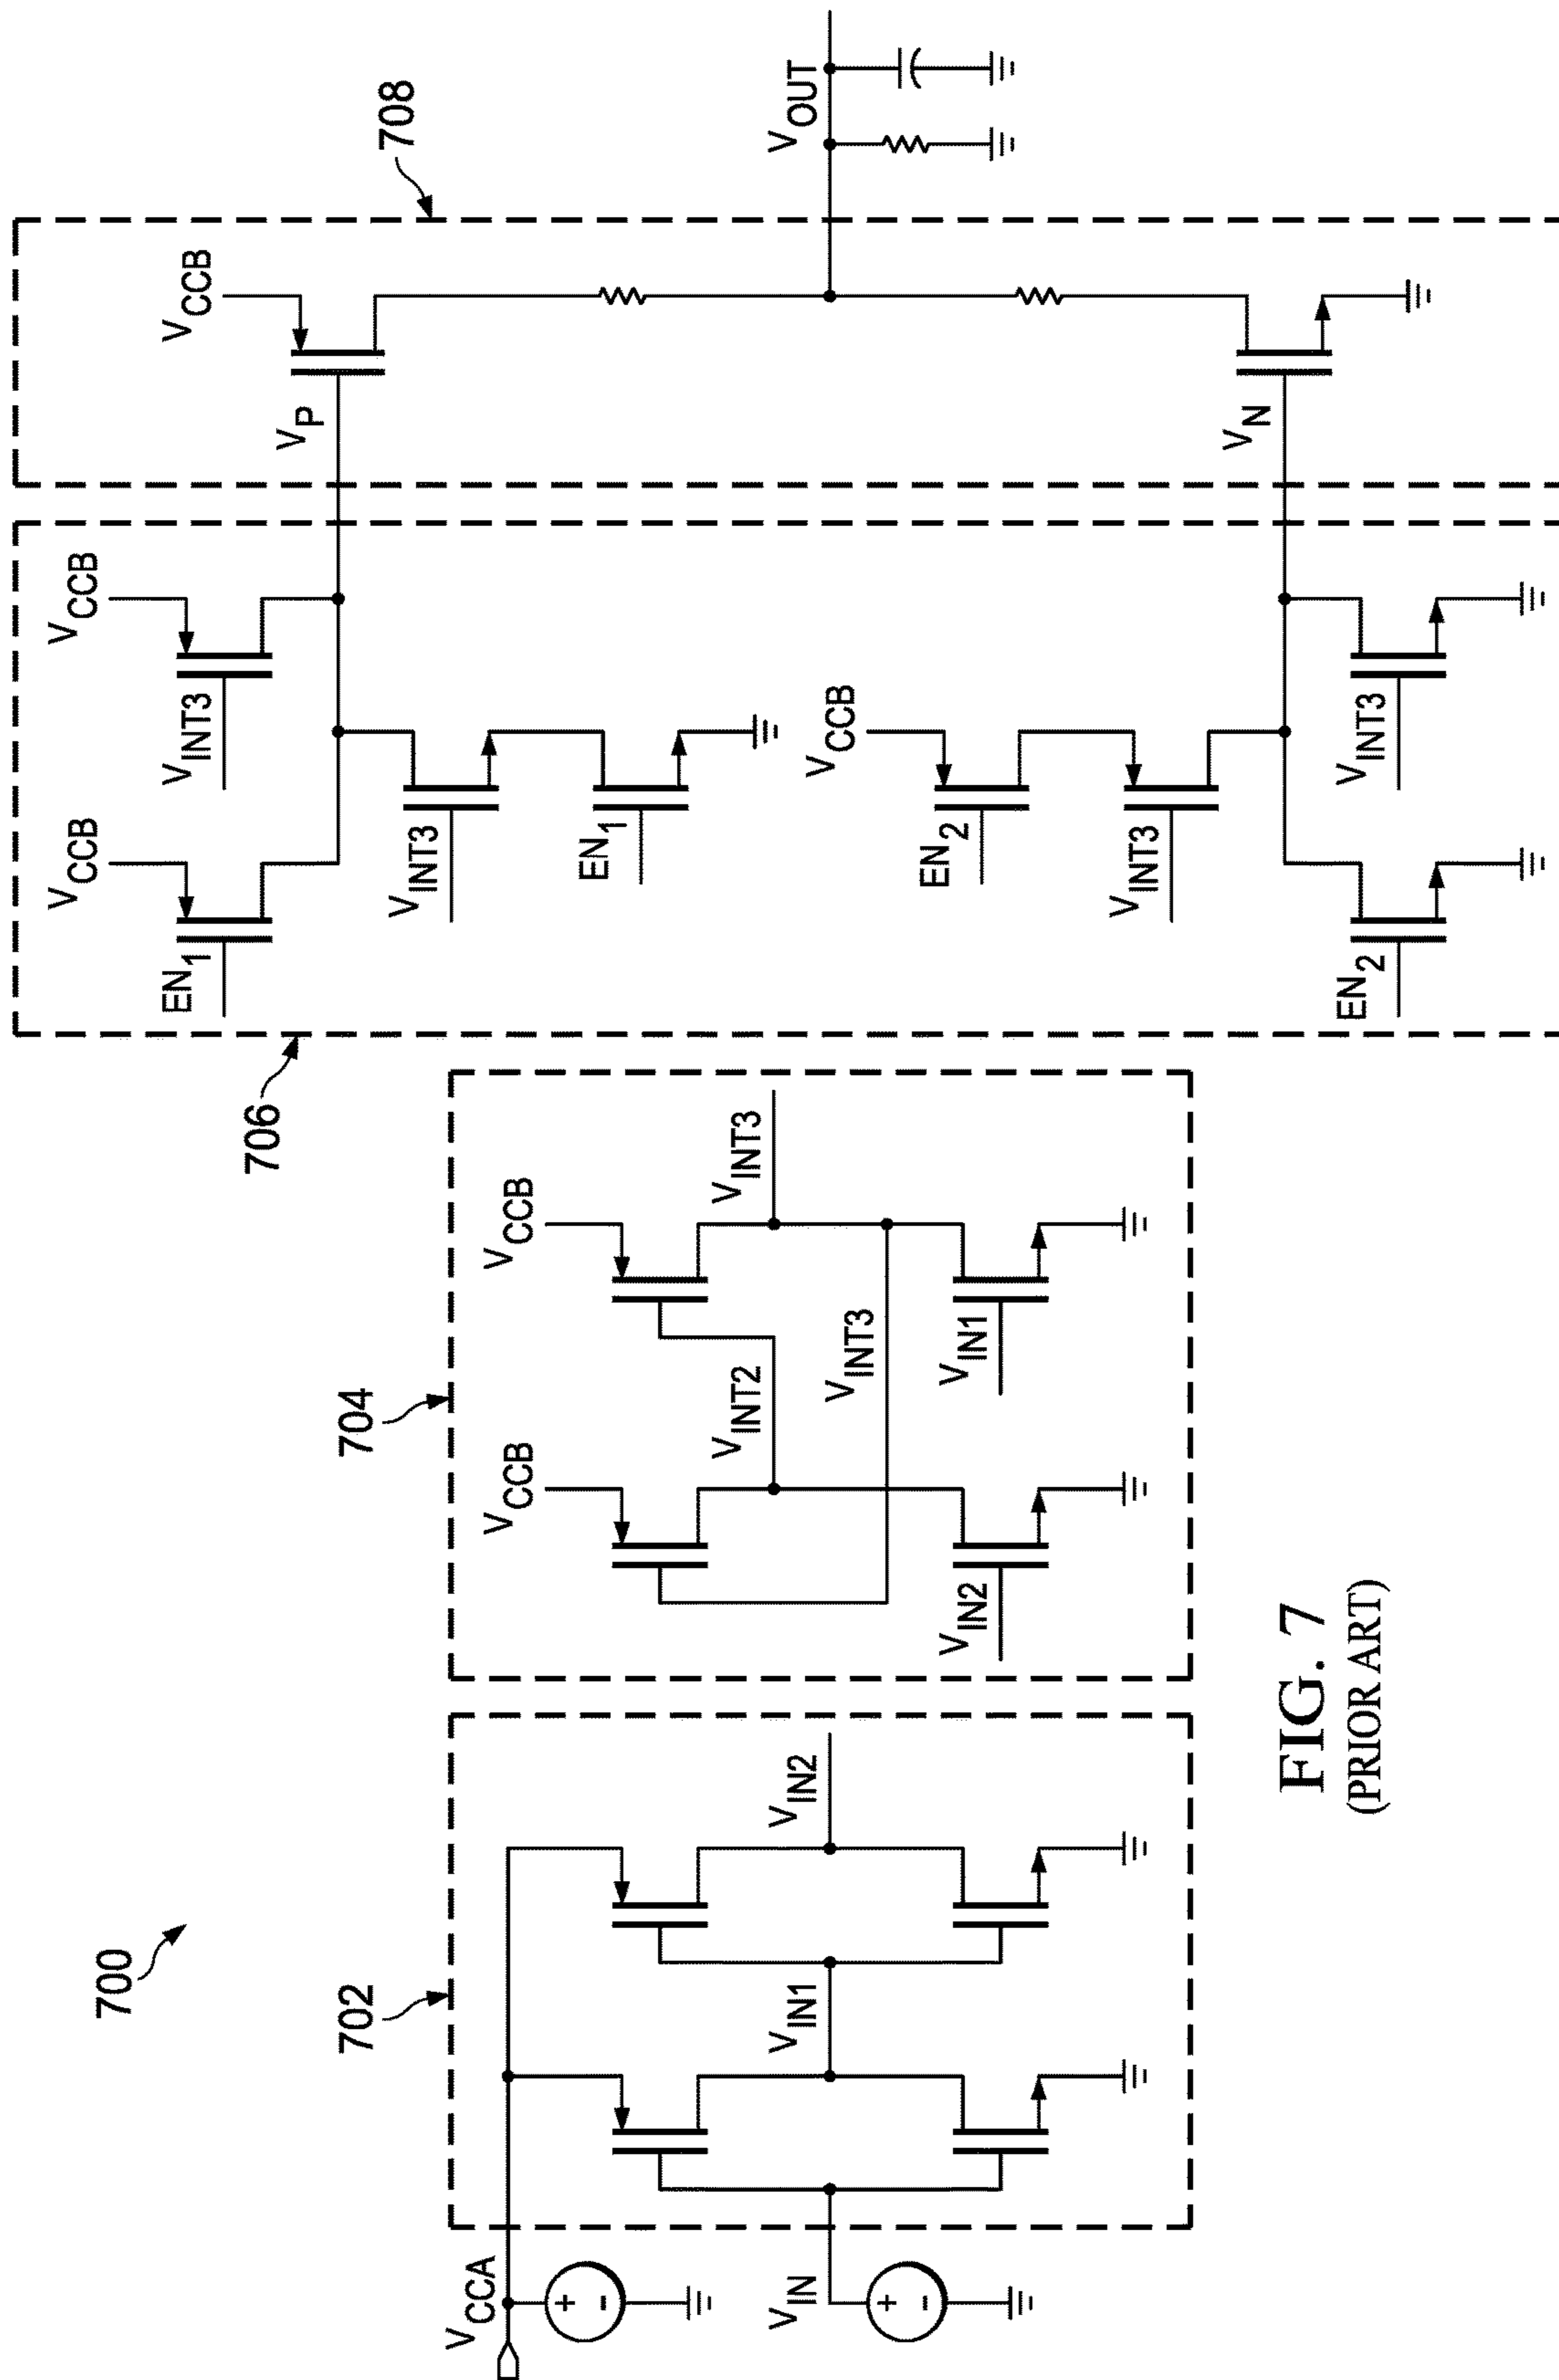 700
V_CCA
V_IN
702
V_IN1
V_IN2
704
V_CCB
V_CCB
V_INT2
V_INT3
V_INT3
V_IN2
V_IN1
706
V_CCB
V_CCB
EN_1
V_INT3
V_INT3
EN_1
V_CCB
EN_2
V_INT3
EN_2
V_INT3
708
V_CCB
V_P
V_N
V_OUT
FIG. 7
(PRIOR ART)